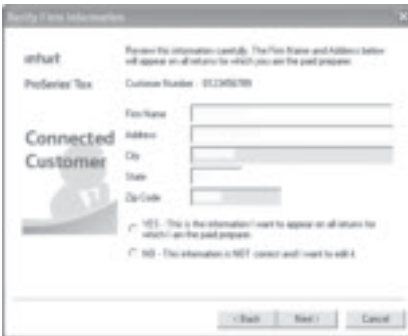 Verify Firm Information
intuit
ProSeries Tax
Connected
Customer
Review this information carefully. The Firm Name and Address below
will appear on all returns for which you are the paid preparer.
Customer Number : 0123456789
Firm Name
Address
City
State
Zip Code
YES - This is the information I want to appear on all returns for
which I am the paid preparer.
NO - This information is NOT correct and I want to edit it.
< Back
Next >
Cancel